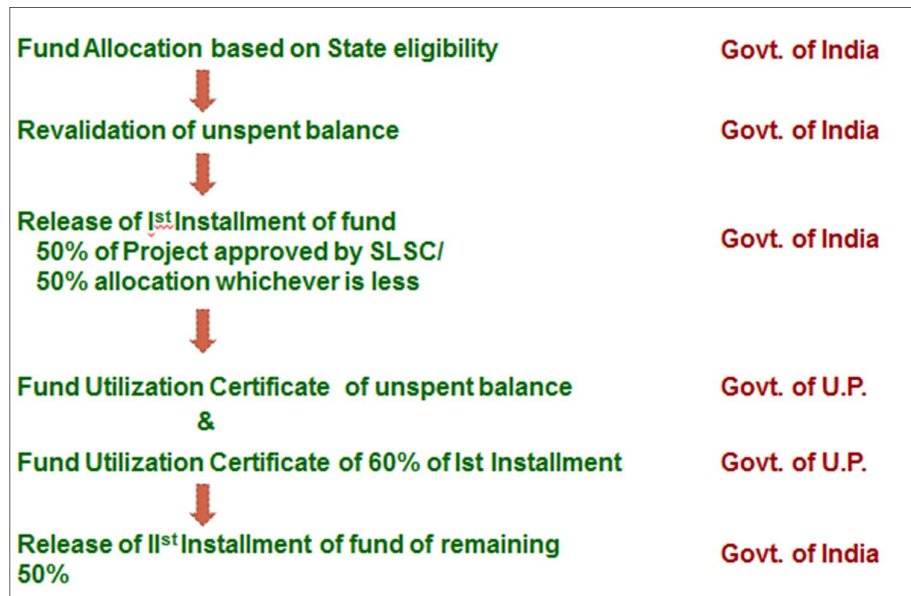 Fund Allocation based on State eligibility Govt. of India
Revalidation of unspent balance Govt. of India
Release of Ist Installment of fund
50% of Project approved by SLSC/ Govt. of India
50% allocation whichever is less
Fund Utilization Certificate of unspent balance Govt. of U.P.
&
Fund Utilization Certificate of 60% of Ist Installment Govt. of U.P.
Release of IIst Installment of fund of remaining Govt. of India
50%